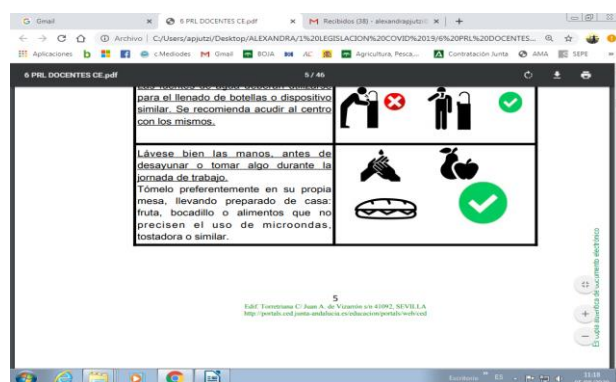 Gmail
6 PRL DOCENTES CE.pdf
Recibidos (38) - alexandrapjutzi
Archivo | C:/Users/apjutzi/Desktop/ALEXANDRA/1%20LEGISLACION%20COVID%2019/6%20PRL%20DOCENTES...
Aplicaciones
c.Mediodes
Gmail
BOJA
Agricultura, Pesca,...
Contratación Junta
AMA
SEPE
6 PRL DOCENTES CE.pdf
5 / 46
para el llenado de botellas o dispositivo
similar. Se recomienda acudir al centro
con los mismos.
Lávese bien las manos, antes de
desayunar o tomar algo durante la
jornada de trabajo.
Tómelo preferentemente en su propia
mesa, llevando preparado de casa:
fruta, bocadillo o alimentos que no
precisen el uso de microondas,
tostadora o similar.
5
Edif. Torretriana C/ Juan A. de Vizarrón s/n 41092, SEVILLA
http://portals.ced.junta-andalucia.es/educacion/portals/web/ced
Es copia auténtica de documento electrónico
Escritorio
ES
11:18